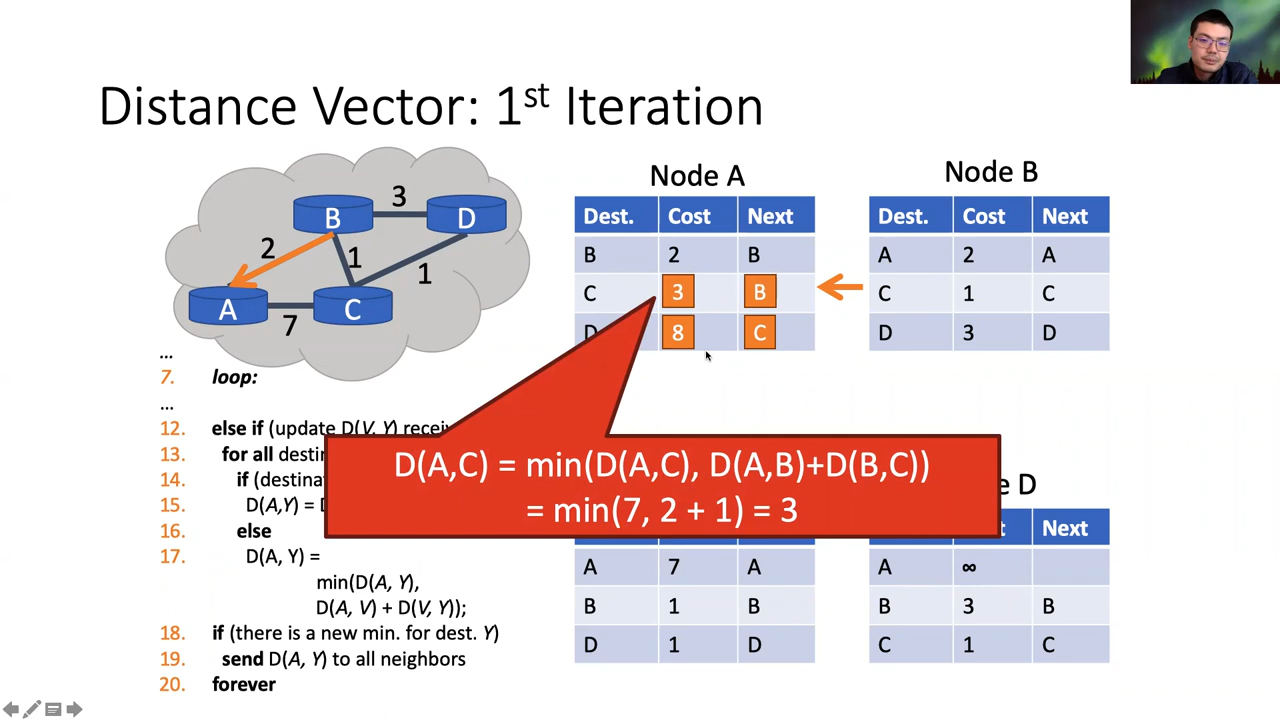 Distance Vector: 1st Iteration
B
3
D
2
1
1
A
7
C
Node A
Dest. Cost Next
B 2 B
C 3 B
D 8 C
Node B
Dest. Cost Next
A 2 A
C 1 C
D 3 D
...
7. loop:
...
12. else if (update D(V, Y)
13. for all
14. if
15. D(A,Y) =
16. else
17. D(A, Y) =
min(D(A, Y),
D(A, V) + D(V, Y));
18. if (there is a new min. for dest. Y)
19. send D(A, Y) to all neighbors
20. forever
D(A,C) = min(D(A,C), D(A,B)+D(B,C))
= min(7, 2 + 1) = 3
A 7 A
B 1 B
D 1 D
D
Next
A ∞
B 3 B
C 1 C